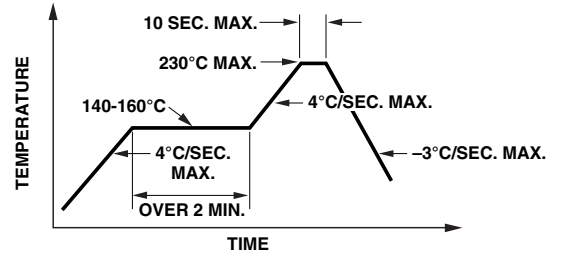 10 SEC. MAX.
230°C MAX.
140-160°C
4°C/SEC. MAX.
4°C/SEC.
MAX.
–3°C/SEC. MAX.
OVER 2 MIN.
TEMPERATURE
TIME